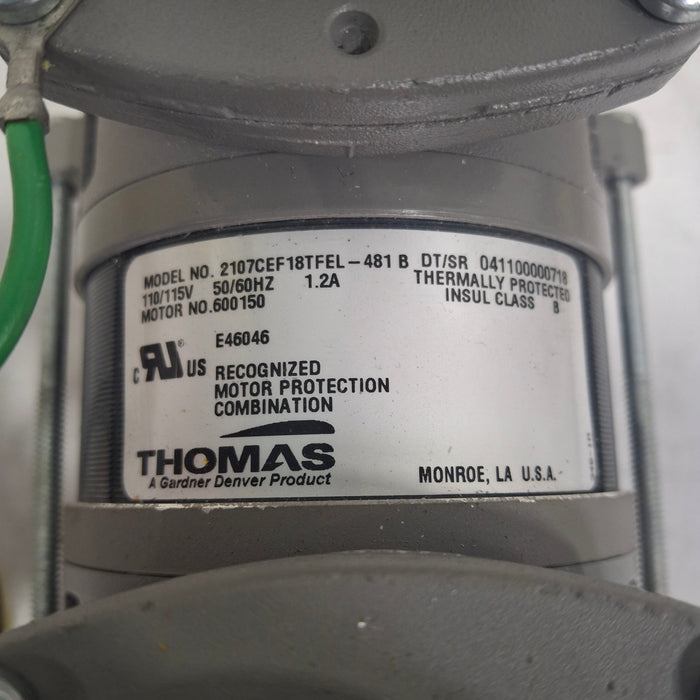 MODEL NO. 2107CEF18TFEL-481 B DT/SR 041100000718
110/115V 50/60HZ 1.2A THERMALLY PROTECTED
MOTOR NO.600150 INSUL CLASS B
E46046
c RU ® US RECOGNIZED
MOTOR PROTECTION
COMBINATION
THOMAS
A Gardner Denver Product
MONROE, LA U.S.A.